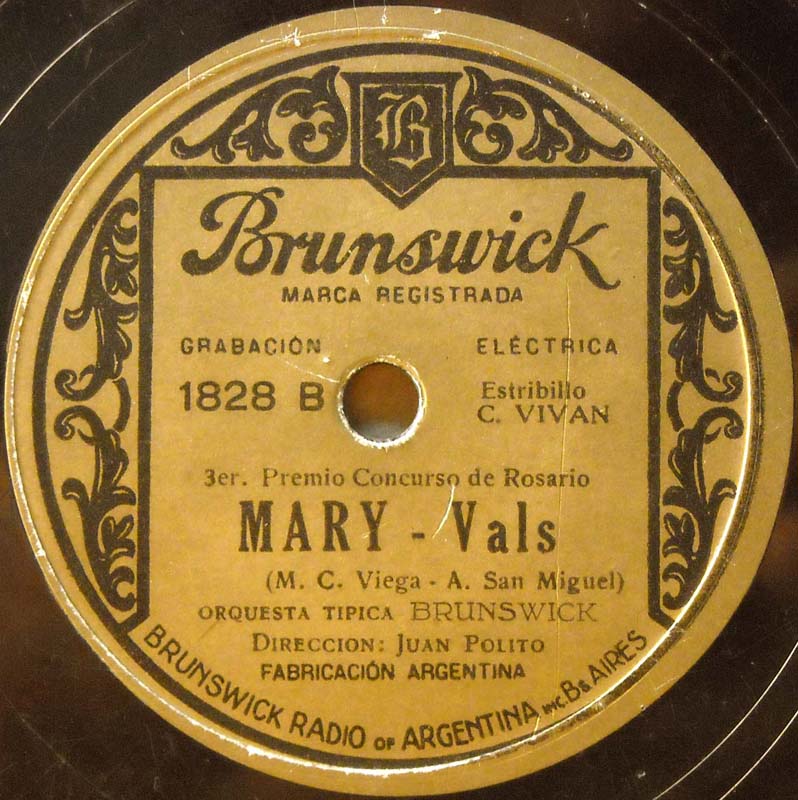 B
Brunswick
MARCA REGISTRADA
GRABACIÓN ELÉCTRICA
1828 B Estribillo
C. VIVAN
3er. Premio Concurso de Rosario
MARY - Vals
(M. C. Viega - A. San Miguel)
ORQUESTA TIPICA BRUNSWICK
DIRECCION: JUAN POLITO
FABRICACIÓN ARGENTINA
BRUNSWICK RADIO OF ARGENTINA INC. Bs AIRES